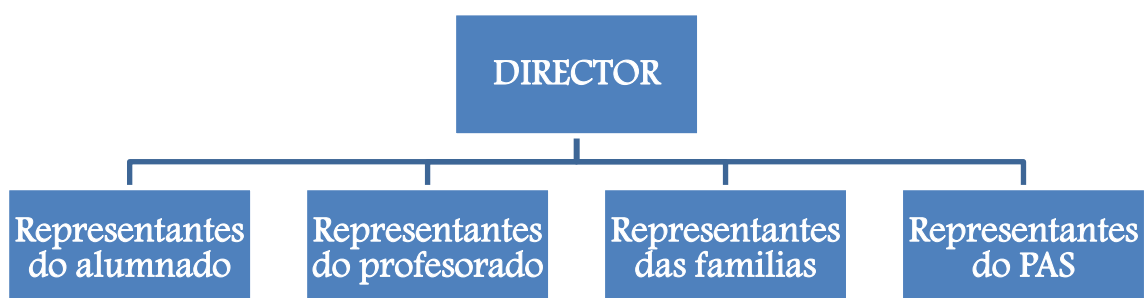 DIRECTOR
Representantes
do alumnado
Representantes
do profesorado
Representantes
das familias
Representantes
do PAS